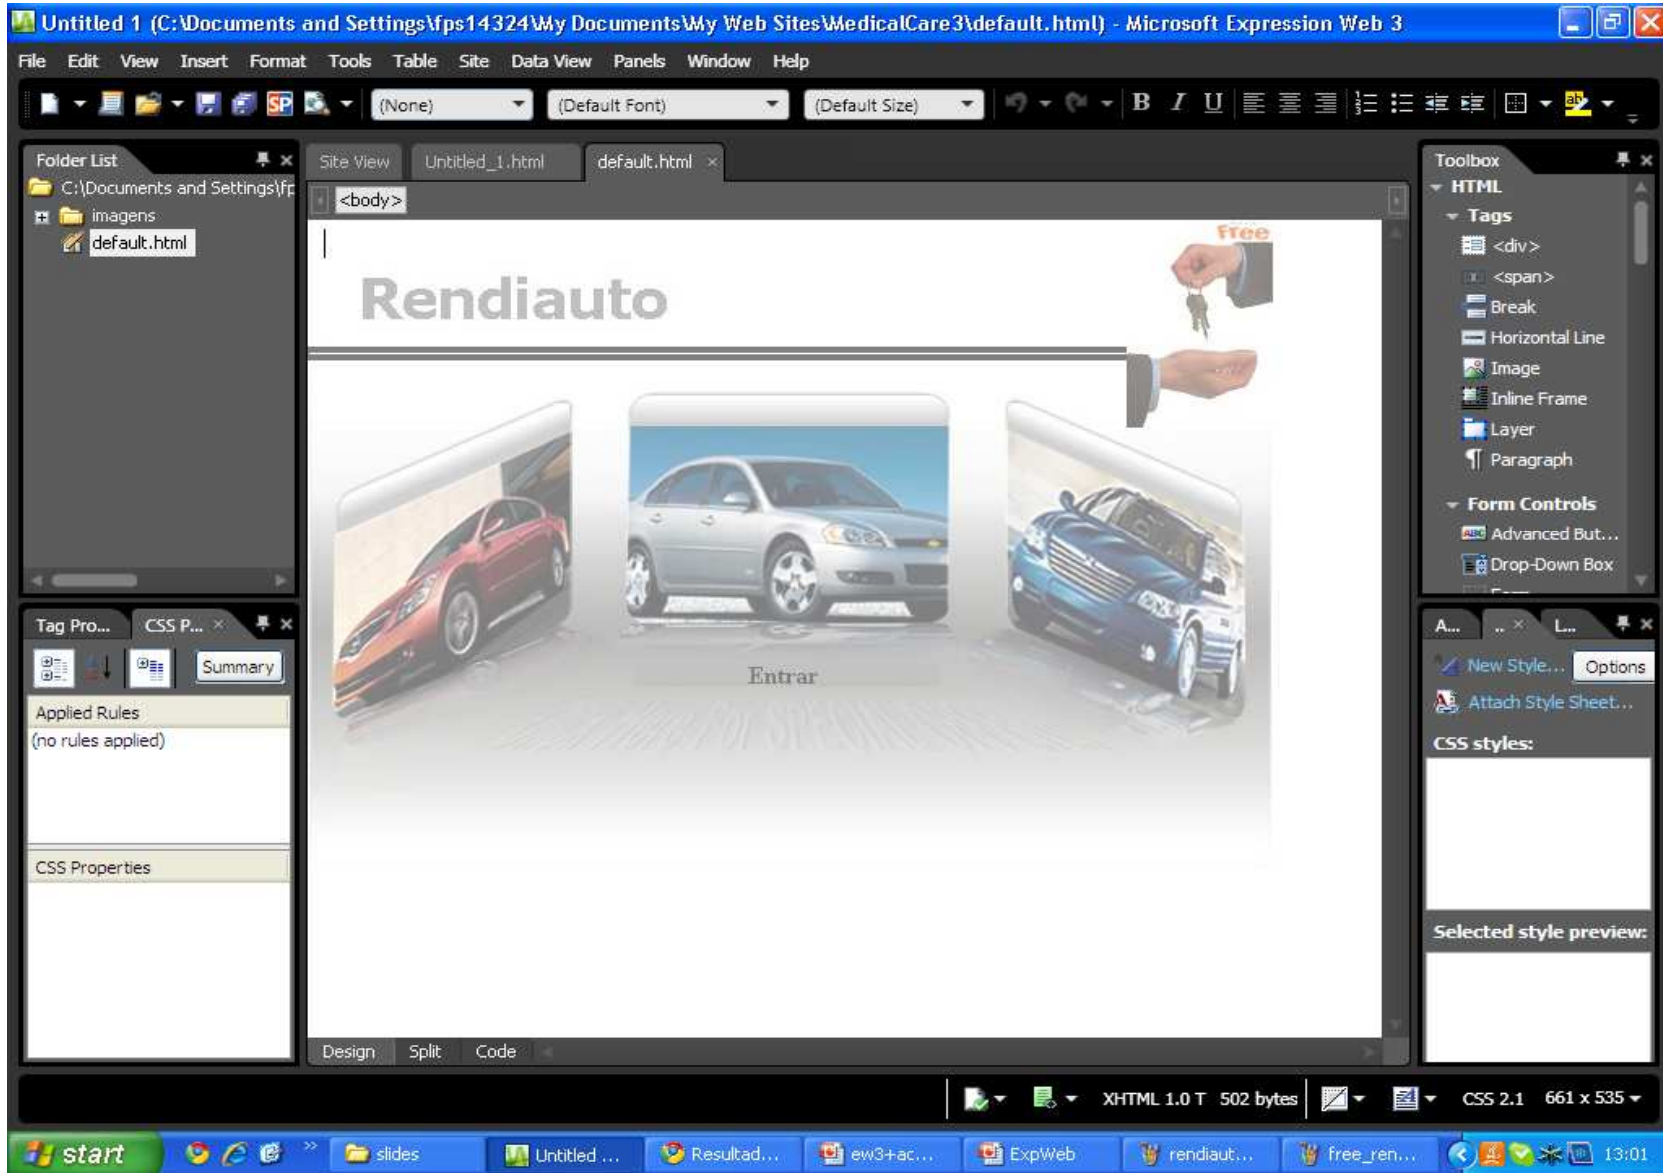 Untitled 1 (C:\Documents and Settings\fps14324\My Documents\My Web Sites\MedicalCare3\default.html) - Microsoft Expression Web 3
File Edit View Insert Format Tools Table Site Data View Panels Window Help
SP (None) (Default Font) (Default Size) B I U ab
Folder List
C:\Documents and Settings\fp
imagens
default.html
Site View Untitled_1.html default.html
<body>
Free
Rendiauto
Entrar
Design Split Code
Toolbox
HTML
Tags
<div>
<span>
Break
Horizontal Line
Image
Inline Frame
Layer
Paragraph
Form Controls
Advanced But...
Drop-Down Box
Tag Pro... CSS P...
Summary
Applied Rules
(no rules applied)
CSS Properties
A... .. L...
New Style... Options
Attach Style Sheet...
CSS styles:
Selected style preview:
XHTML 1.0 T 502 bytes CSS 2.1 661 x 535
start slides Untitled ... Resultad... ew3+ac... ExpWeb rendiaut... free_ren... 13:01